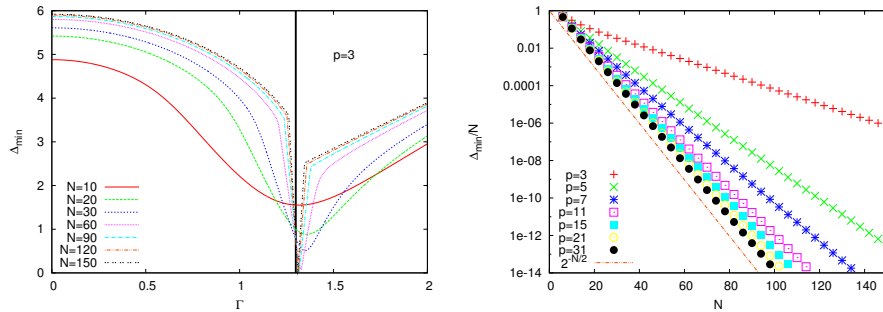 6
5
4
3
2
1
0
Δmin
p=3
N=10
N=20
N=30
N=60
N=90
N=120
N=150
0
0.5
1
1.5
2
Γ
1
0.01
0.0001
1e-06
1e-08
1e-10
1e-12
1e-14
Δmin/N
p=3
p=5
p=7
p=11
p=15
p=21
p=31
2^-N/2
0
20
40
60
80
100
120
140
N